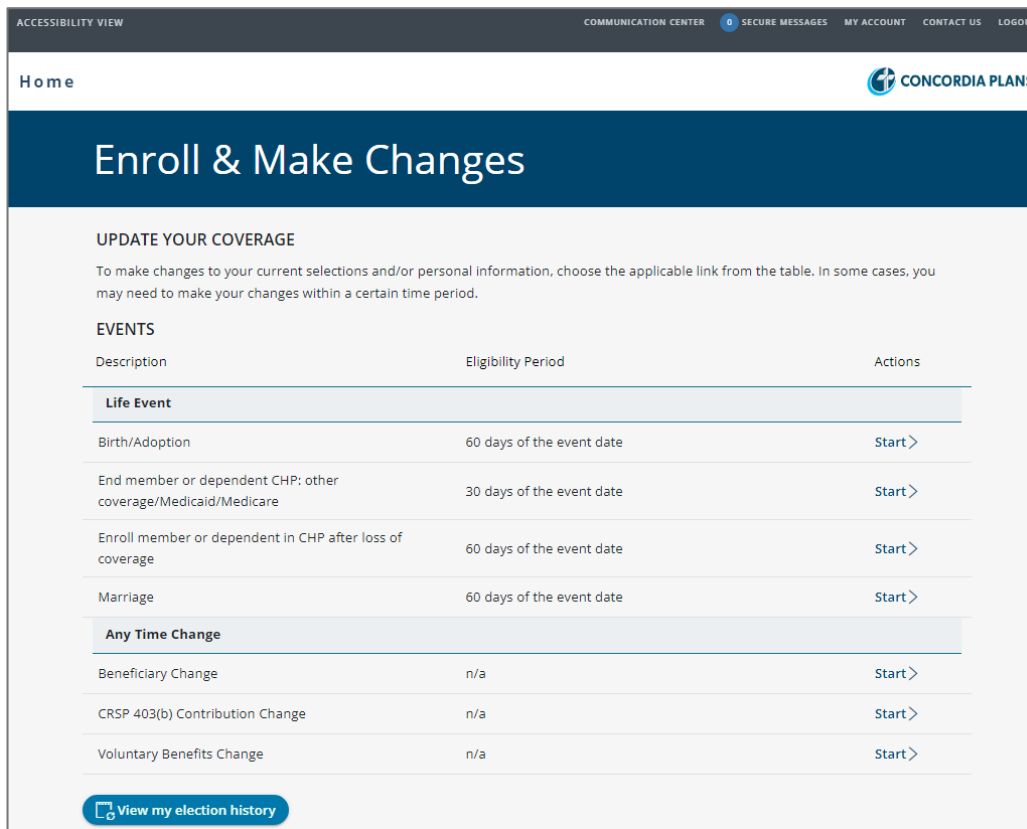 ACCESSIBILITY VIEW COMMUNICATION CENTER 0 SECURE MESSAGES MY ACCOUNT CONTACT US
Home CONCORDIA
Enroll & Make Changes
UPDATE YOUR COVERAGE
To make changes to your current selections and/or personal information, choose the applicable link from the table. In some cases, you
may need to make your changes within a certain time period.
EVENTS
Description Eligibility Period Actions
Life Event
Birth/Adoption 60 days of the event date Start
End member or dependent CHP: other
coverage/Medicaid/Medicare 30 days of the event date Start
Enroll member or dependent in CHP after loss of
coverage 60 days of the event date Start
Marriage 60 days of the event date Start
Any Time Change
Beneficiary Change n/a Start
CRSP 403(b) Contribution Change n/a Start
Voluntary Benefits Change n/a Start
View my election history